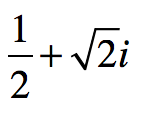 1/2 + √2i